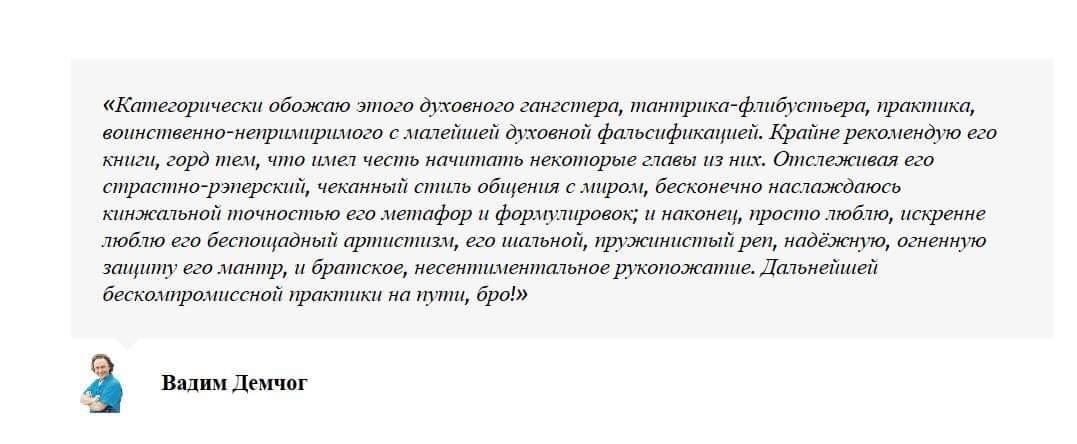 «Категорически обожаю этого духовного гангстера, тантрика-флибустьера, практика,
воинственно-непримиримого с малейшей духовной фальсификацией. Крайне рекомендую его
книги, горд тем, что имел честь начитать некоторые главы из них. Отслеживая его
страстно-рэперский, чеканный стиль общения с миром, бесконечно наслаждаюсь
кинжальной точностью его метафор и формулировок; и наконец, просто люблю, искренне
люблю его беспощадный артистизм, его шальной, пружинистый реп, надёжную, огненную
защиту его мантр, и братское, несентиментальное рукопожатие. Дальнейшей
бескомпромиссной практики на пути, бро!»
Вадим Демчог